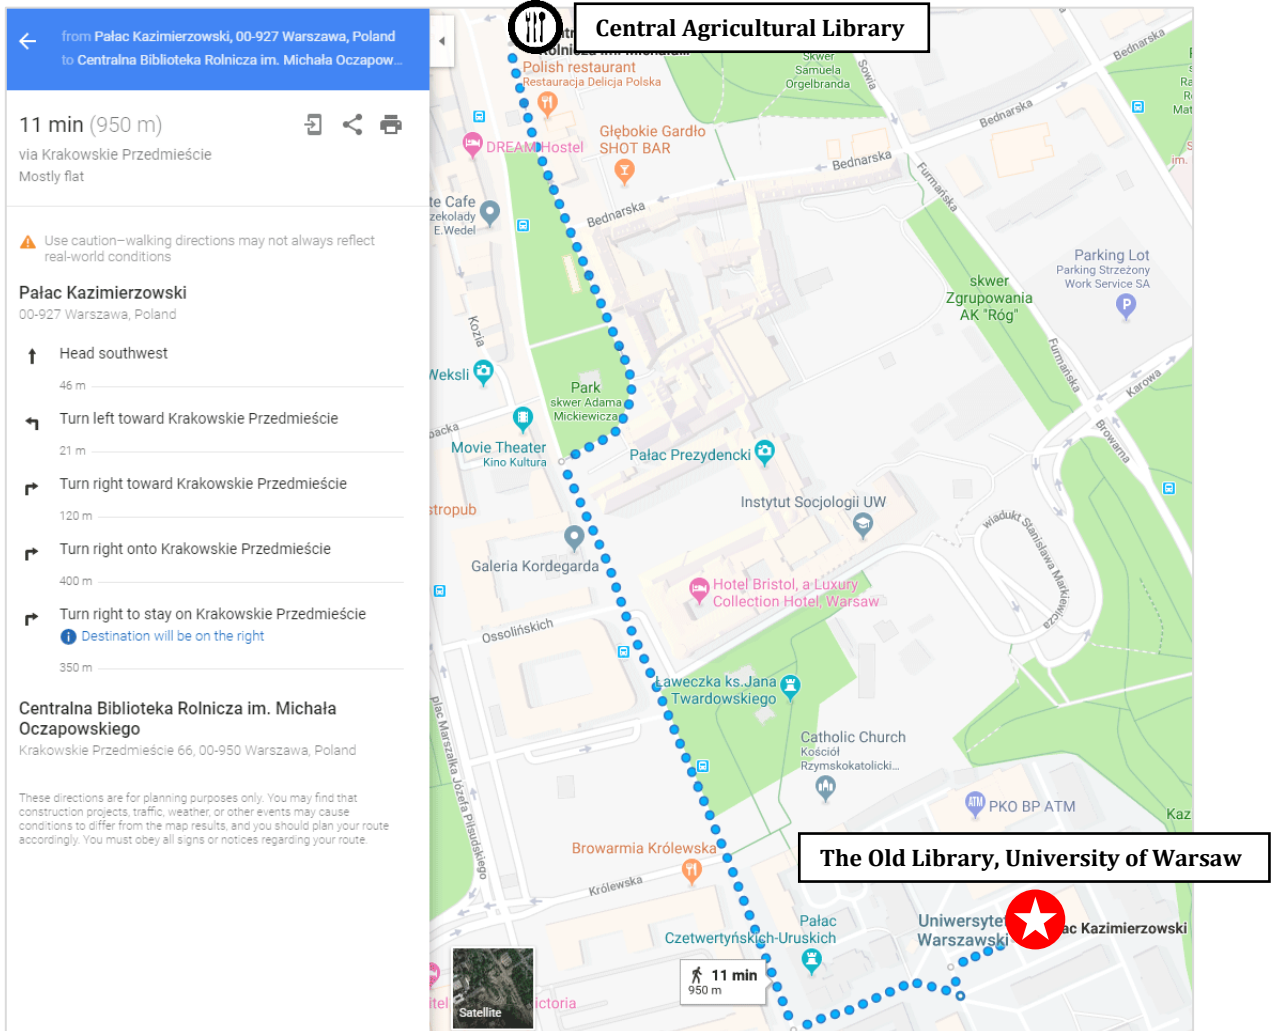 from Pałac Kazimierzowski, 00-927 Warszawa, Poland
to Centralna Biblioteka Rolnicza im. Michała Oczapow...
11 min (950 m)
via Krakowskie Przedmieście
Mostly flat
Use caution–walking directions may not always reflect
real-world conditions
Pałac Kazimierzowski
00-927 Warszawa, Poland
Head southwest
46 m
Turn left toward Krakowskie Przedmieście
21 m
Turn right toward Krakowskie Przedmieście
120 m
Turn right onto Krakowskie Przedmieście
400 m
Turn right to stay on Krakowskie Przedmieście
Destination will be on the right
350 m
Centralna Biblioteka Rolnicza im. Michała
Oczapowskiego
Krakowskie Przedmieście 66, 00-950 Warszawa, Poland
These directions are for planning purposes only. You may find that
construction projects, traffic, weather, or other events may cause
conditions to differ from the map results, and you should plan your route
accordingly. You must obey all signs or notices regarding your route.
Central Agricultural Library
Polish restaurant
Restauracja Delicja Polska
Skwer
Samuela
Orgelbranda
Sowia
Bednarska
DREAM Hostel
Głębokie Gardło
SHOT BAR
Bednarska
Bednarska
Furmańska
te Cafe
zekolady
E.Wedel
Bednarska
Parking Lot
Parking Strzeżony
Work Service SA
P
skwer
Zgrupowania
AK "Róg"
Kozia
Furmańska
Weksli
Park
skwer Adama
Mickiewicza
Karowa
Browarna
backa
Movie Theater
Kino Kultura
Pałac Prezydencki
stropub
Instytut Socjologii UW
wiadukt Stanisława Markiewicza
Galeria Kordegarda
Hotel Bristol, a Luxury
Collection Hotel, Warsaw
Ossolińskich
Ławeczka ks.Jana
Twardowskiego
plac Marszałka Józefa Piłsudskiego
Catholic Church
Kościół
Rzymskokatolicki...
ATM
PKO BP ATM
Kaz
Browarmia Królewska
The Old Library, University of Warsaw
Królewska
Pałac
Czetwertyńskich-Uruskich
Uniwersytet
Warszawski
ac Kazimierzowski
11 min
950 m
Satellite
itel
ictoria